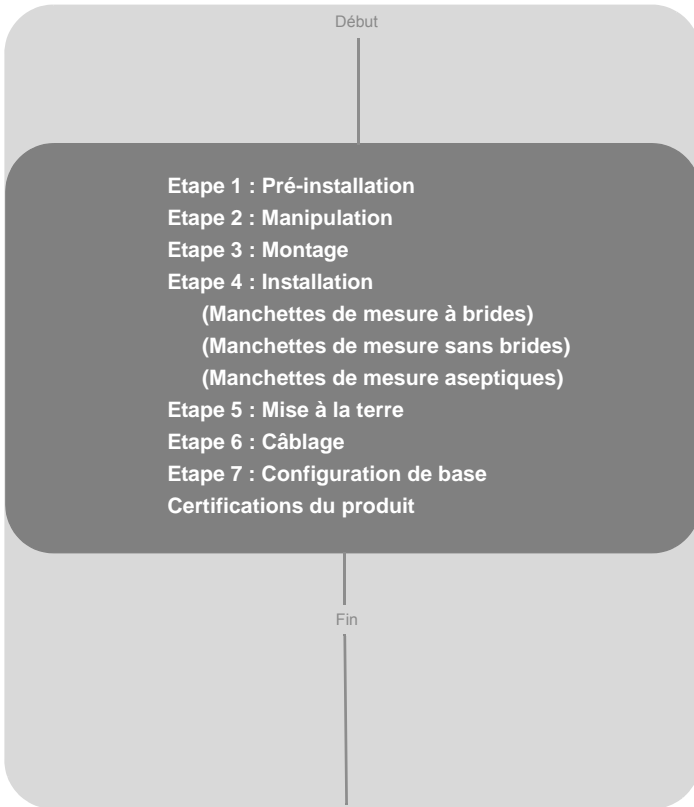 Début
Etape 1 : Pré-installation
Etape 2 : Manipulation
Etape 3 : Montage
Etape 4 : Installation
(Manchettes de mesure à brides)
(Manchettes de mesure sans brides)
(Manchettes de mesure aseptiques)
Etape 5 : Mise à la terre
Etape 6 : Câblage
Etape 7 : Configuration de base
Certifications du produit
Fin